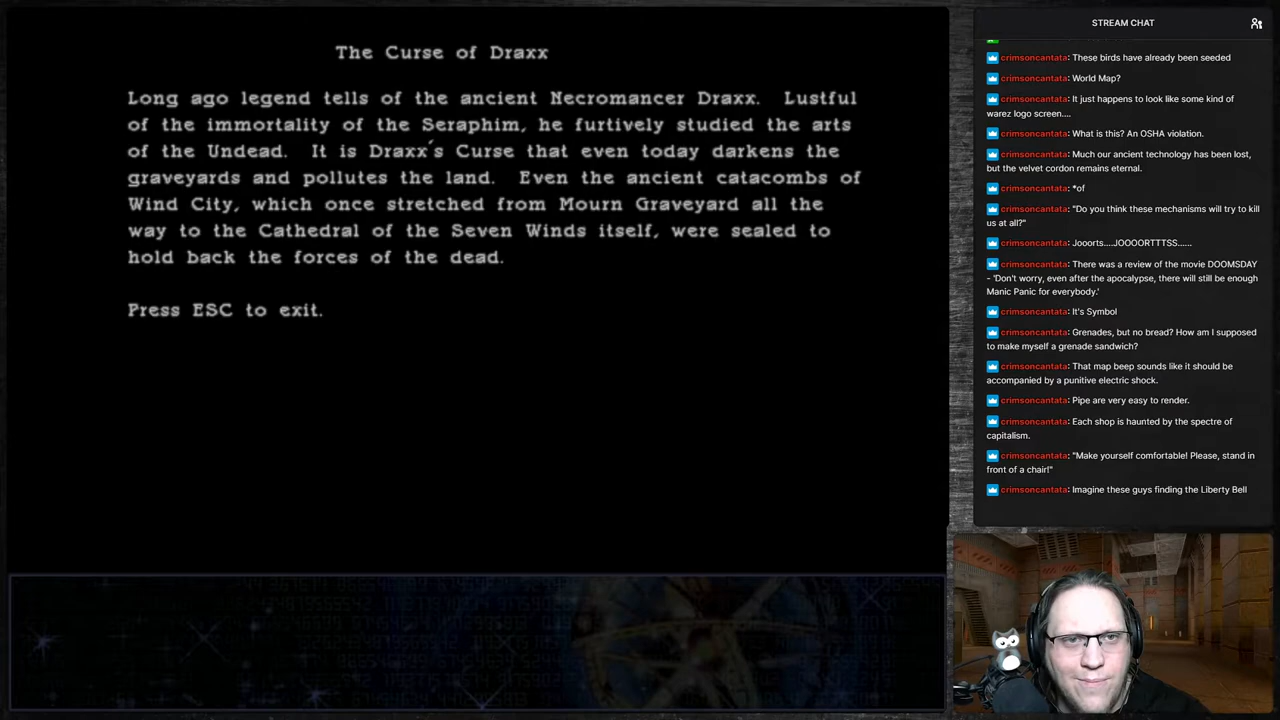 The Curse of Draxx
Long ago legend tells of the ancient Necromancer Draxx. Lustful
of the immortality of the Seraphim, he furtively studied the arts
of the Undead. It is Draxx's Curse that even today darkens the
graveyards and pollutes the land. Even the ancient catacombs of
Wind City, which once stretched from Mourn Graveyard all the
way to the Cathedral of the Seven Winds itself, were sealed to
hold back the forces of the dead.
Press ESC to exit.
STREAM CHAT
crimsoncantata: These birds have already been seeded
crimsoncantata: World Map?
crimsoncantata: It just happens to look like some kind of
warez logo screen....
crimsoncantata: What is this? An OSHA violation.
crimsoncantata: Much our ancient technology has been lost,
but the velvet cordon remains eternal.
crimsoncantata: *of
crimsoncantata: "Do you think these mechanisms will try to kill
us at all?"
crimsoncantata: Jooorts....JOOOORTTTSS......
crimsoncantata: There was a review of the movie DOOMSDAY
- 'Don't worry, even after the apocalypse, there will still be enough
Manic Panic for everybody.'
crimsoncantata: It's Symbol
crimsoncantata: Grenades, but no bread? How am I supposed
to make myself a grenade sandwich?
crimsoncantata: That map beep sounds like it should be
accompanied by a punitive electric shock.
crimsoncantata: Pipe are very easy to render.
crimsoncantata: Each shop is haunted by the spectre of
capitalism.
crimsoncantata: "Make yourself comfortable! Please, stand in
front of a chair!"
crimsoncantata: Imagine these guys finding the Liberty Bell